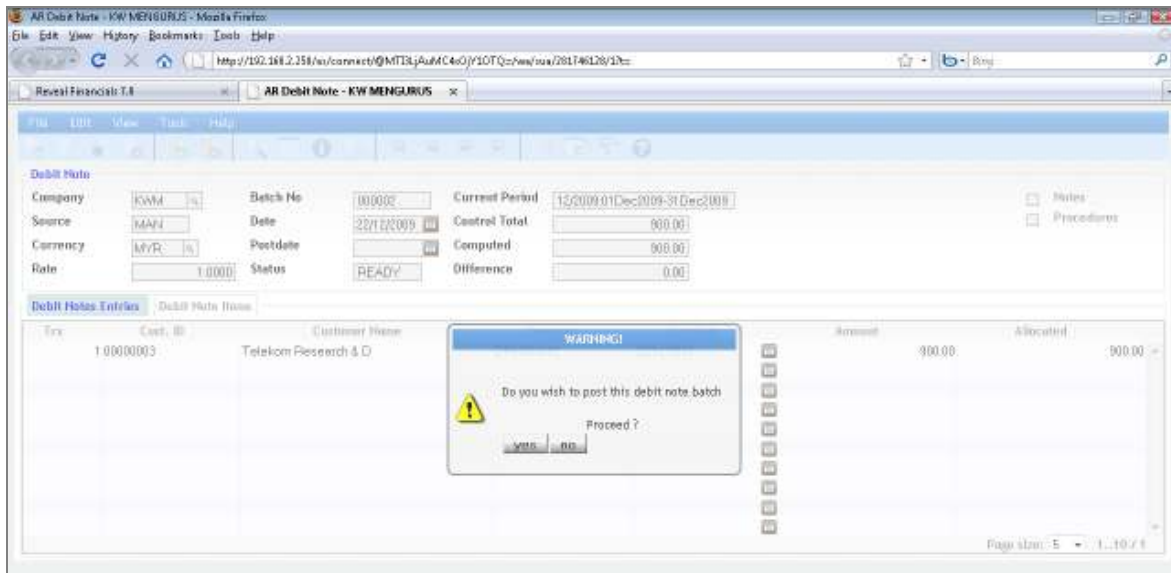 AR Debit Note - KW MENGURUS - Mozilla Firefox
File Edit View History Bookmarks Tools Help
Bing
Reveal Financials 7.8 AR Debit Note - KW MENGURUS
File Edit View Tools Help
Debit Note
Company KWM Batch No 000002 Current Period 12/2009:01Dec2009-31Dec2009 Notes
Source MAN Date 22/12/2009 Control Total 900.00 Procedures
Currency MYR Postdate Computed 900.00
Rate 1.0000 Status READY Difference 0.00
Debit Notes Entries Debit Note Items
Trx Cust. ID Customer Name Amount Allocated
1 00000003 Telekom Research & D 900.00 900.00
WARNING!
Do you wish to post this debit note batch
Proceed ?
yes no
Page size: 5 1..10 / 1